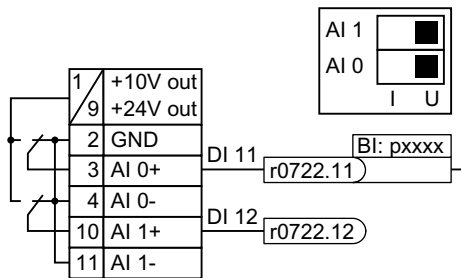 AI 1
AI 0
I U
1 +10V out
9 +24V out
2 GND
3 AI 0+
4 AI 0-
10 AI 1+
11 AI 1-
DI 11
r0722.11
BI: pxxxx
DI 12
r0722.12